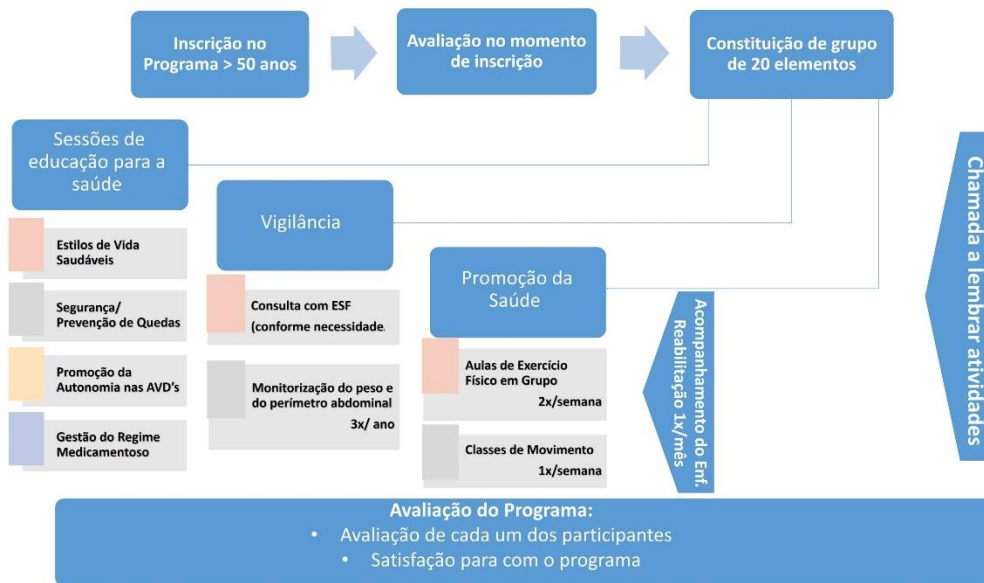 Inscrição no
Programa > 50 anos
Avaliação no momento
de inscrição
Constituição de grupo
de 20 elementos
Sessões de
educação para a
saúde
Estilos de Vida
Saudáveis
Segurança/
Prevenção de Quedas
Promoção da
Autonomia nas AVD's
Gestão do Regime
Medicamentoso
Vigilância
Consulta com ESF
(conforme necessidade.
Monitorização do peso e
do perímetro abdominal
3x/ ano
Promoção da
Saúde
Aulas de Exercício
Físico em Grupo
2x/semana
Classes de Movimento
1x/semana
Acompanhamento do Enf.
Reabilitação 1x/mês
Chamada a lembrar atividades
Avaliação do Programa:
• Avaliação de cada um dos participantes
• Satisfação para com o programa